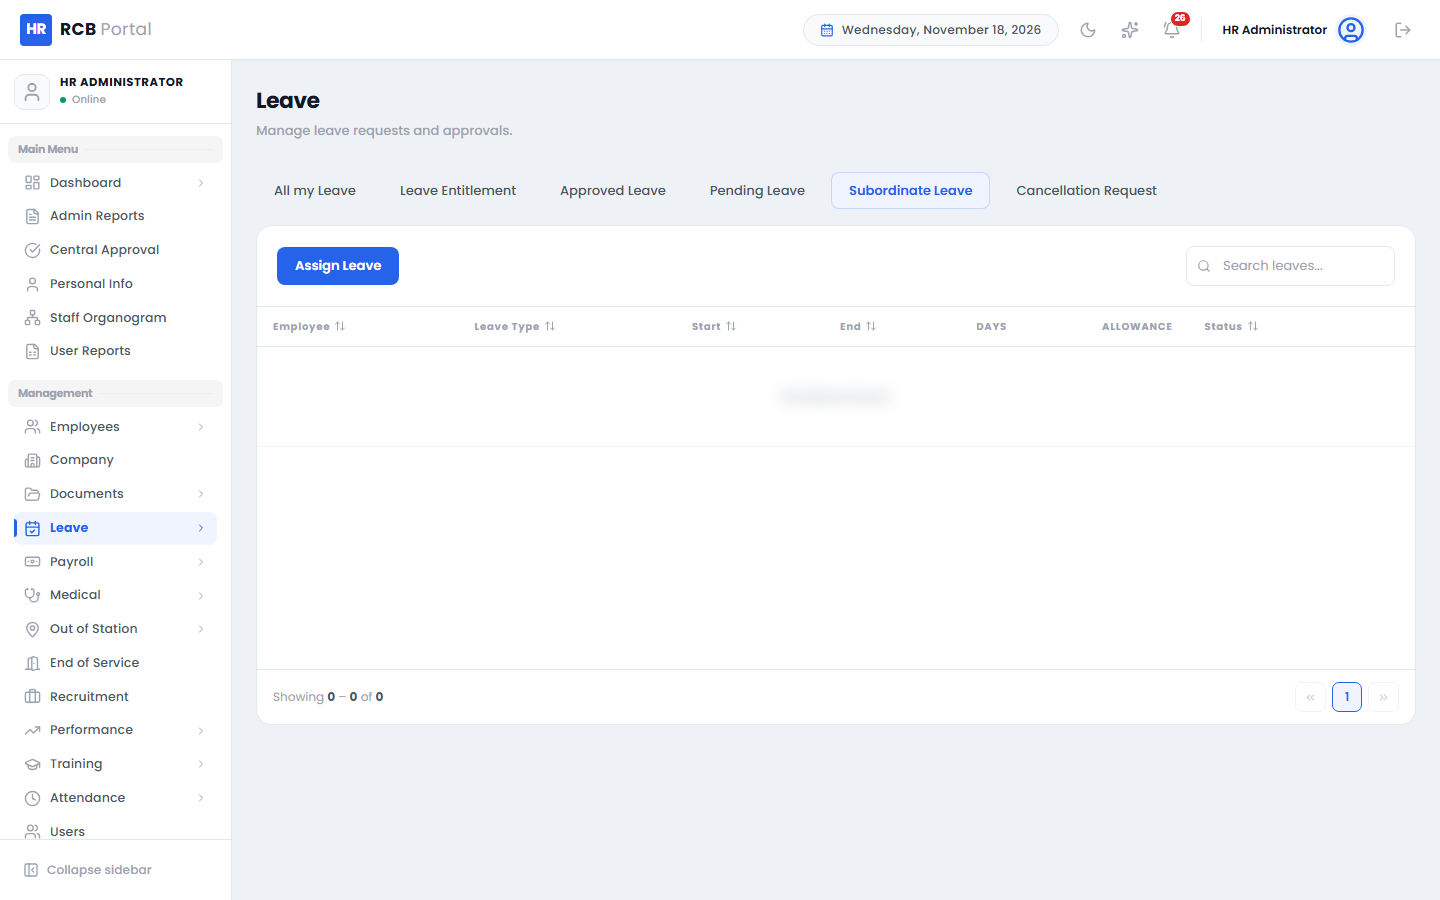 HR RCB Portal
Wednesday, November 18, 2026
26
HR Administrator
HR ADMINISTRATOR
Online
Main Menu
Dashboard
Admin Reports
Central Approval
Personal Info
Staff Organogram
User Reports
Management
Employees
Company
Documents
Leave
Payroll
Medical
Out of Station
End of Service
Recruitment
Performance
Training
Attendance
Users
Collapse sidebar
Leave
Manage leave requests and approvals.
All my Leave Leave Entitlement Approved Leave Pending Leave Subordinate Leave Cancellation Request
Assign Leave
Search leaves...
Employee Leave Type Start End DAYS ALLOWANCE Status
Showing 0 – 0 of 0
« 1 »